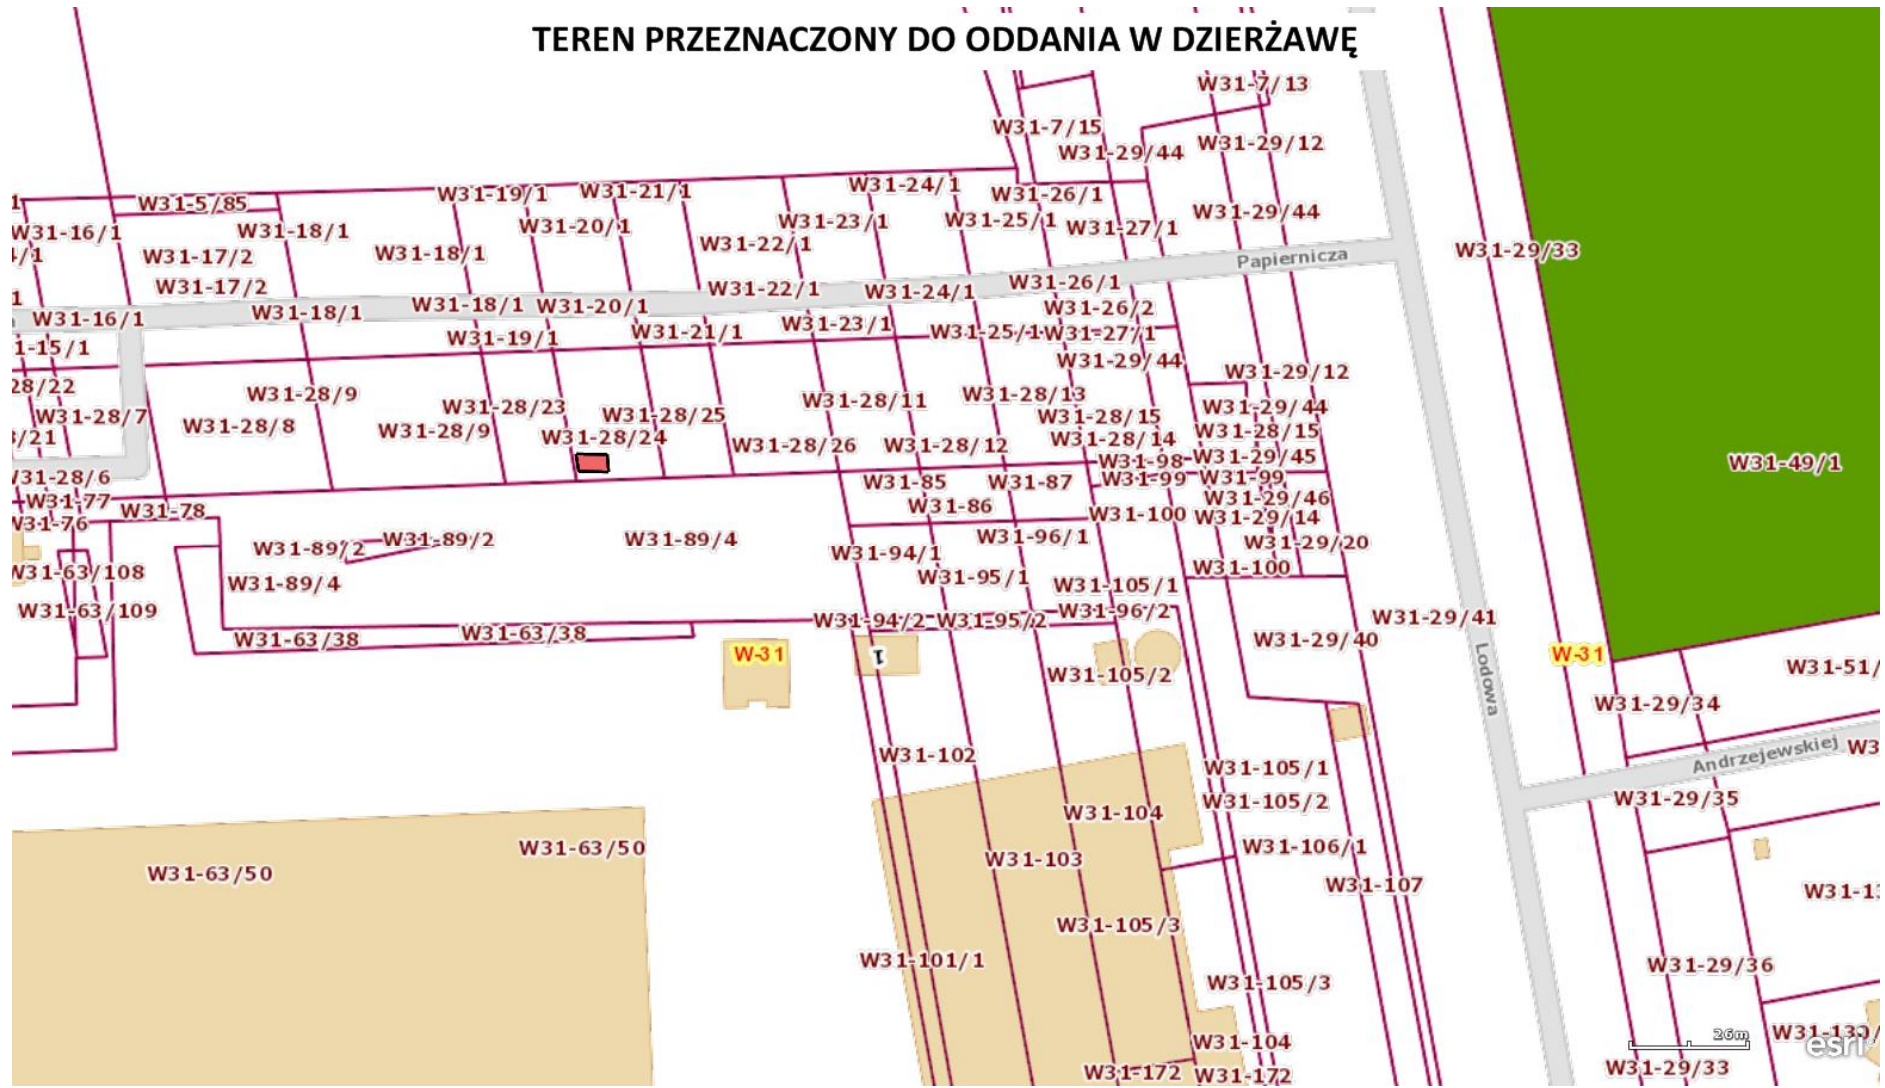 TEREN PRZEZNACZONY DO ODDANIA W DZIERŻAWĘ
W31-7/13
W31-7/15
W31-29/12
W31-29/44
W31-19/1
W31-21/1
W31-24/1
W31-26/1
W31-5/85
W31-16/1
W31-18/1
W31-20/1
W31-23/1
W31-25/1
W31-27/1
W31-29/44
W31-17/2
W31-18/1
W31-22/1
W31-29/33
Papiernicza
W31-17/2
W31-22/1
W31-24/1
W31-26/1
W31-16/1
W31-18/1
W31-18/1
W31-20/1
W31-26/2
W31-19/1
W31-21/1
W31-23/1
W31-25/1
W31-27/1
1-15/1
W31-29/44
W31-29/12
28/22
W31-28/9
W31-28/23
W31-28/25
W31-28/11
W31-28/13
W31-29/44
W31-28/7
W31-28/8
W31-28/9
W31-28/24
W31-28/26
W31-28/12
W31-28/15
W31-28/14
W31-28/15
W31-29/45
W31-49/1
W31-28/6
W31-98
W31-99
W31-99
W31-77
W31-78
W31-85
W31-87
W31-29/46
W31-76
W31-86
W31-100
W31-29/14
W31-89/2
W31-89/2
W31-89/4
W31-94/1
W31-96/1
W31-29/20
W31-63/108
W31-89/4
W31-95/1
W31-105/1
W31-100
W31-63/109
W31-94/2
W31-95/2
W31-96/2
W31-29/41
W31-63/38
W31-63/38
W31-29/40
W-31
1
W-31
W31-105/2
W31-51/
Lodowa
W31-29/34
W31-102
W31-105/1
Andrzejewskiej
W3
W31-104
W31-105/2
W31-29/35
W31-63/50
W31-63/50
W31-103
W31-106/1
W31-107
W31-13
W31-105/3
W31-101/1
W31-105/3
W31-29/36
W31-104
26m
W31-130/
esri
W31-172
W31-172
W31-29/33